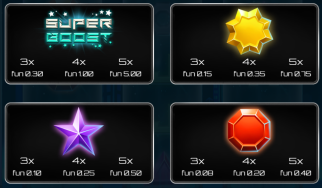 SUPER
BOOST
3x 4x 5x
fun 0.30 fun 1.00 fun 5.00
3x 4x 5x
fun 0.15 fun 0.35 fun 0.75
3x 4x 5x
fun 0.10 fun 0.25 fun 0.50
3x 4x 5x
fun 0.08 fun 0.20 fun 0.40